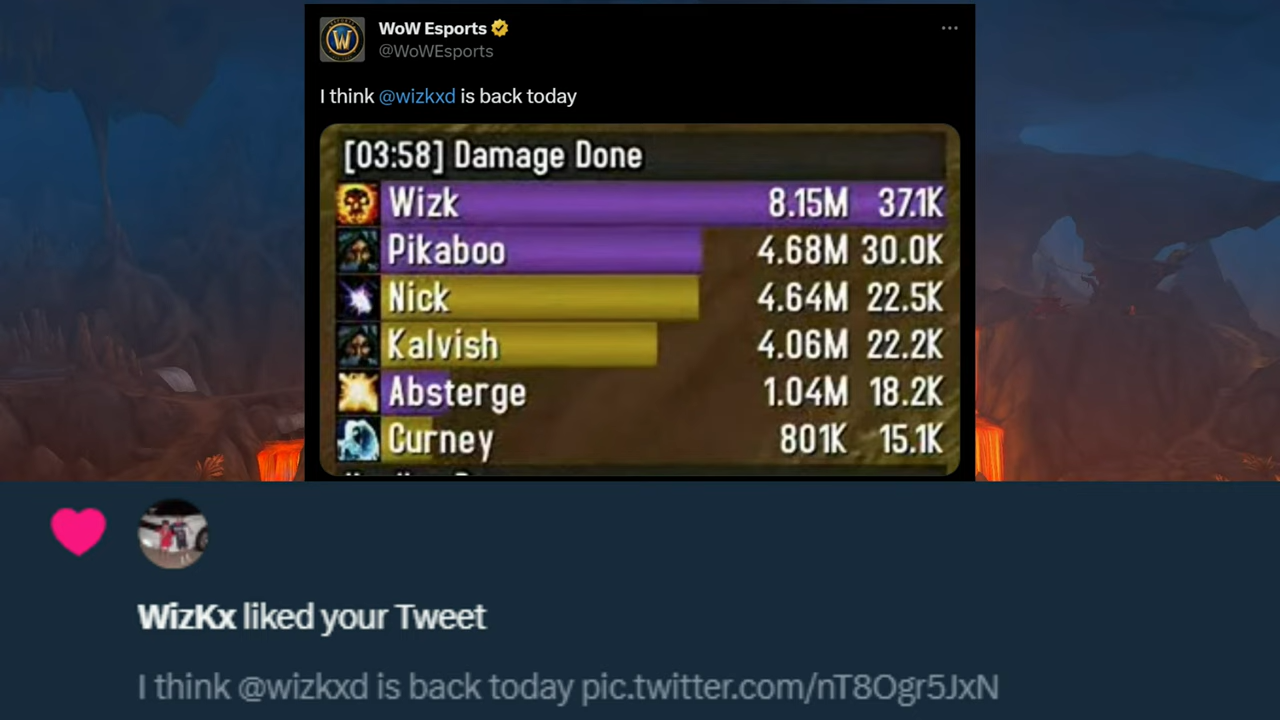 WoW Esports
@WoWEsports
I think @wizkxd is back today
[03:58] Damage Done
Wizk 8.15M 37.1K
Pikaboo 4.68M 30.0K
Nick 4.64M 22.5K
Kalvish 4.06M 22.2K
Absterge 1.04M 18.2K
Curney 801K 15.1K
WizKx liked your Tweet
I think @wizkxd is back today pic.twitter.com/nT8Ogr5JxN